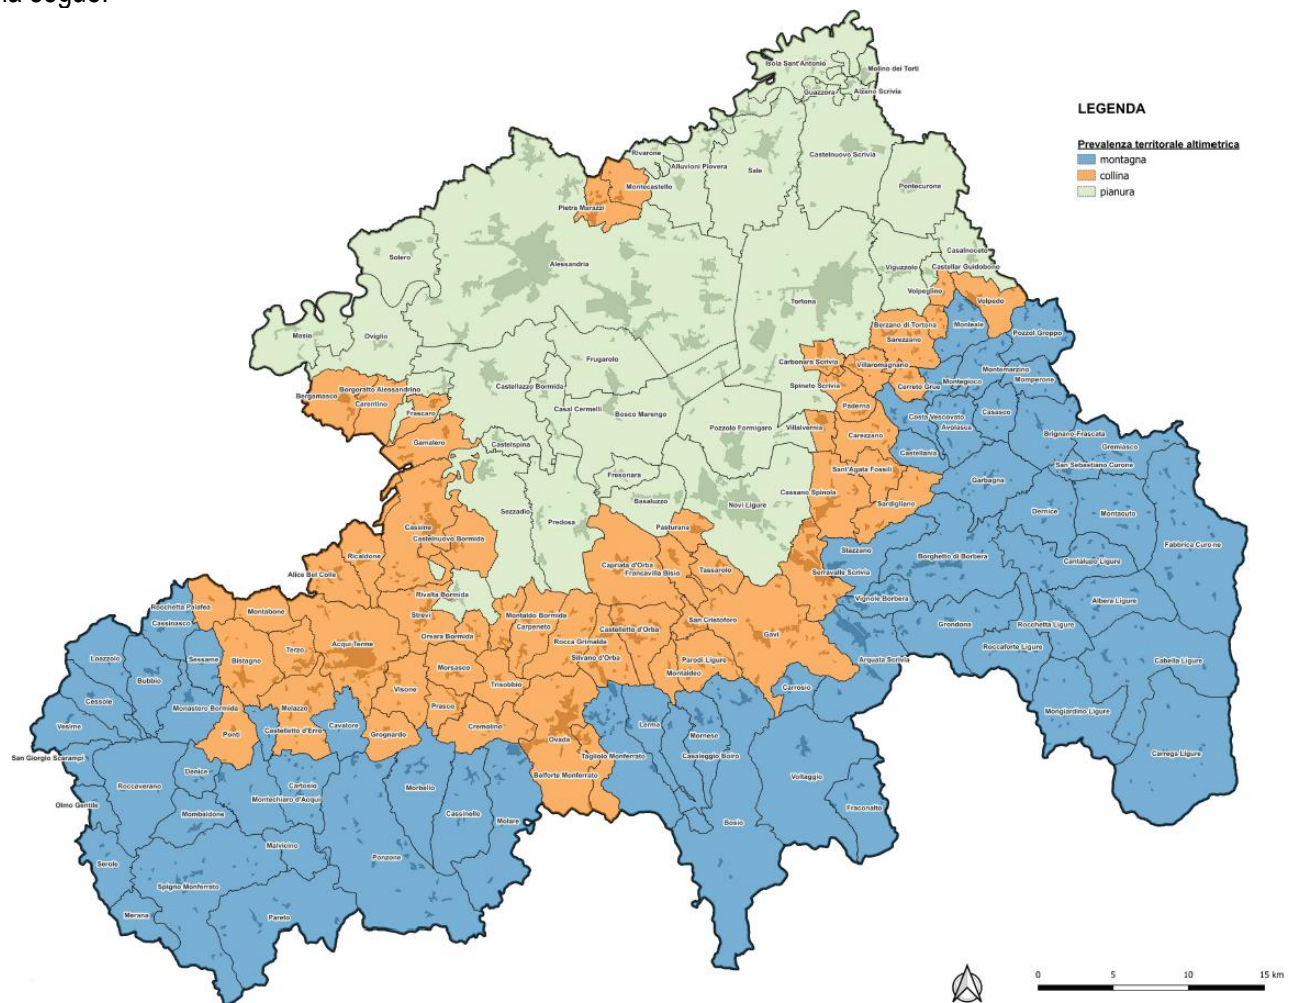 Isola Sant'Antonio
Molino dei Torti
Guazzora
Alzano Scrivia
LEGENDA
Prevalenza territorale altimetrica
montagna
collina
pianura
Rivarone
Alluvioni Piovera
Sale
Castelnuovo Scrivia
Pontecurone
Montecastello
Pietra Marazzi
Solero
Alessandria
Casalnoceto
Viguzzolo
Castellar Guidobono
Volpeglino
Volpedo
Tortona
Masio
Oviglio
Berzano di Tortona
Monleale
Pozzol Groppo
Sarezzano
Frugarolo
Carbonara Scrivia
Villaromagnano
Montemarzino
Momperone
Spineto Scrivia
Cerreto Grue
Montegioco
Castellazzo Bormida
Borgoratto Alessandrino
Bergamasco
Carentino
Frascaro
Casal Cermelli
Bosco Marengo
Paderna
Costa Vescovato
Casasco
Avolasca
Pozzolo Formigaro
Villalvernia
Carezzano
Brignano-Frascata
Gremiasco
Gamalero
Castelspina
Castellania
San Sebastiano Curone
Fresonara
Sant'Agata Fossili
Garbagna
Basaluzzo
Cassano Spinola
Sardigliano
Novi Ligure
Sezzadio
Predosa
Dernice
Montacuto
Cassine
Castelnuovo Bormida
Pasturana
Fabbrica Curone
Stazzano
Borghetto di Borbera
Cantalupo Ligure
Ricaldone
Capriata d'Orba
Francavilla Bisio
Tassarolo
Serravalle Scrivia
Alice Bel Colle
Rivalta Bormida
Vignole Borbera
Albera Ligure
Rocchetta Palafea
Montabone
Strevi
Montaldo Bormida
San Cristoforo
Grondona
Rocchetta Ligure
Cassinasco
Carpeneto
Castelletto d'Orba
Gavi
Orsara Bormida
Rocca Grimalda
Roccaforte Ligure
Acqui Terme
Terzo
Loazzolo
Sessame
Bistagno
Silvano d'Orba
Parodi Ligure
Arquata Scrivia
Cabella Ligure
Morsasco
Montaldeo
Bubbio
Trisobbio
Visone
Carrosio
Cessole
Monastero Bormida
Melazzo
Prasco
Mongiardino Ligure
Vesime
Ponti
Castelletto d'Erro
Cavatore
Grognardo
Cremolino
Lerma
Mornese
Ovada
San Giorgio Scarampi
Tagliolo Monferrato
Casaleggio Boiro
Carrega Ligure
Denice
Belforte Monferrato
Voltaggio
Roccaverano
Cartosio
Morbello
Montechiaro d'Acqui
Olmo Gentile
Mombaldone
Cassinelle
Molare
Bosio
Fraconalto
Malvicino
Ponzone
Serole
Spigno Monferrato
Merana
Pareto
0 5 10 15 km